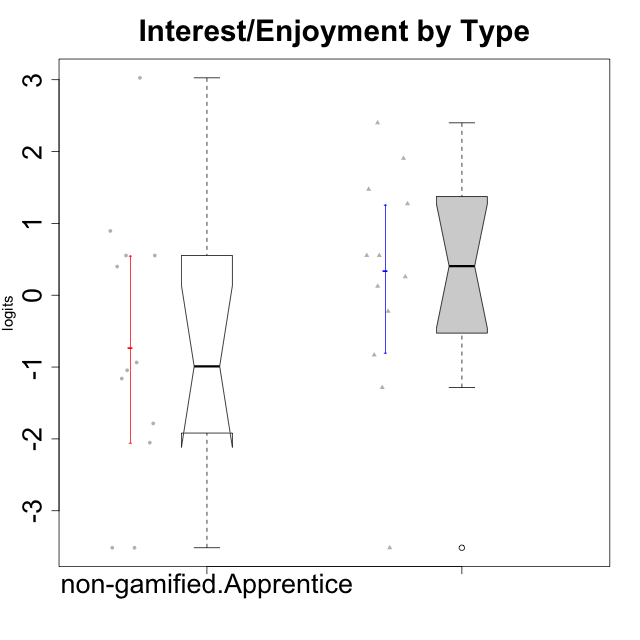 Interest/Enjoyment by Type
3
2
1
0
-1
-2
-3
logits
non-gamified.Apprentice